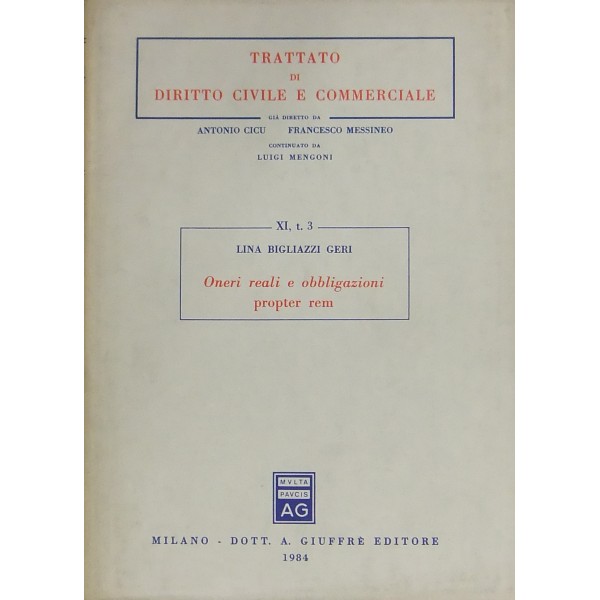 TRATTATO
DI
DIRITTO CIVILE E COMMERCIALE
GIÀ DIRETTO DA
ANTONIO CICU FRANCESCO MESSINEO
CONTINUATO DA
LUIGI MENGONI
XI, t. 3
LINA BIGLIAZZI GERI
Oneri reali e obbligazioni
propter rem
MVLTA
PAVCIS
AG
MILANO - DOTT. A. GIUFFRÈ EDITORE
1984